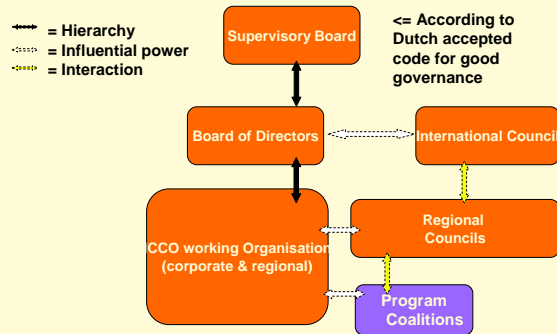 = Hierarchy
= Influential power
= Interaction
Supervisory Board
<= According to
Dutch accepted
code for good
governance
Board of Directors
International Council
ICCO working Organisation
(corporate & regional)
Regional
Councils
Program
Coalitions